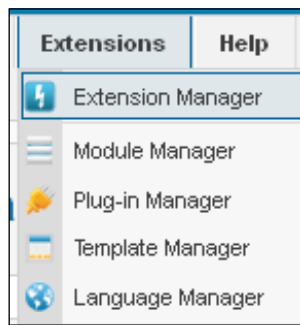 Extensions Help
Extension Manager
Module Manager
Plug-in Manager
Template Manager
Language Manager